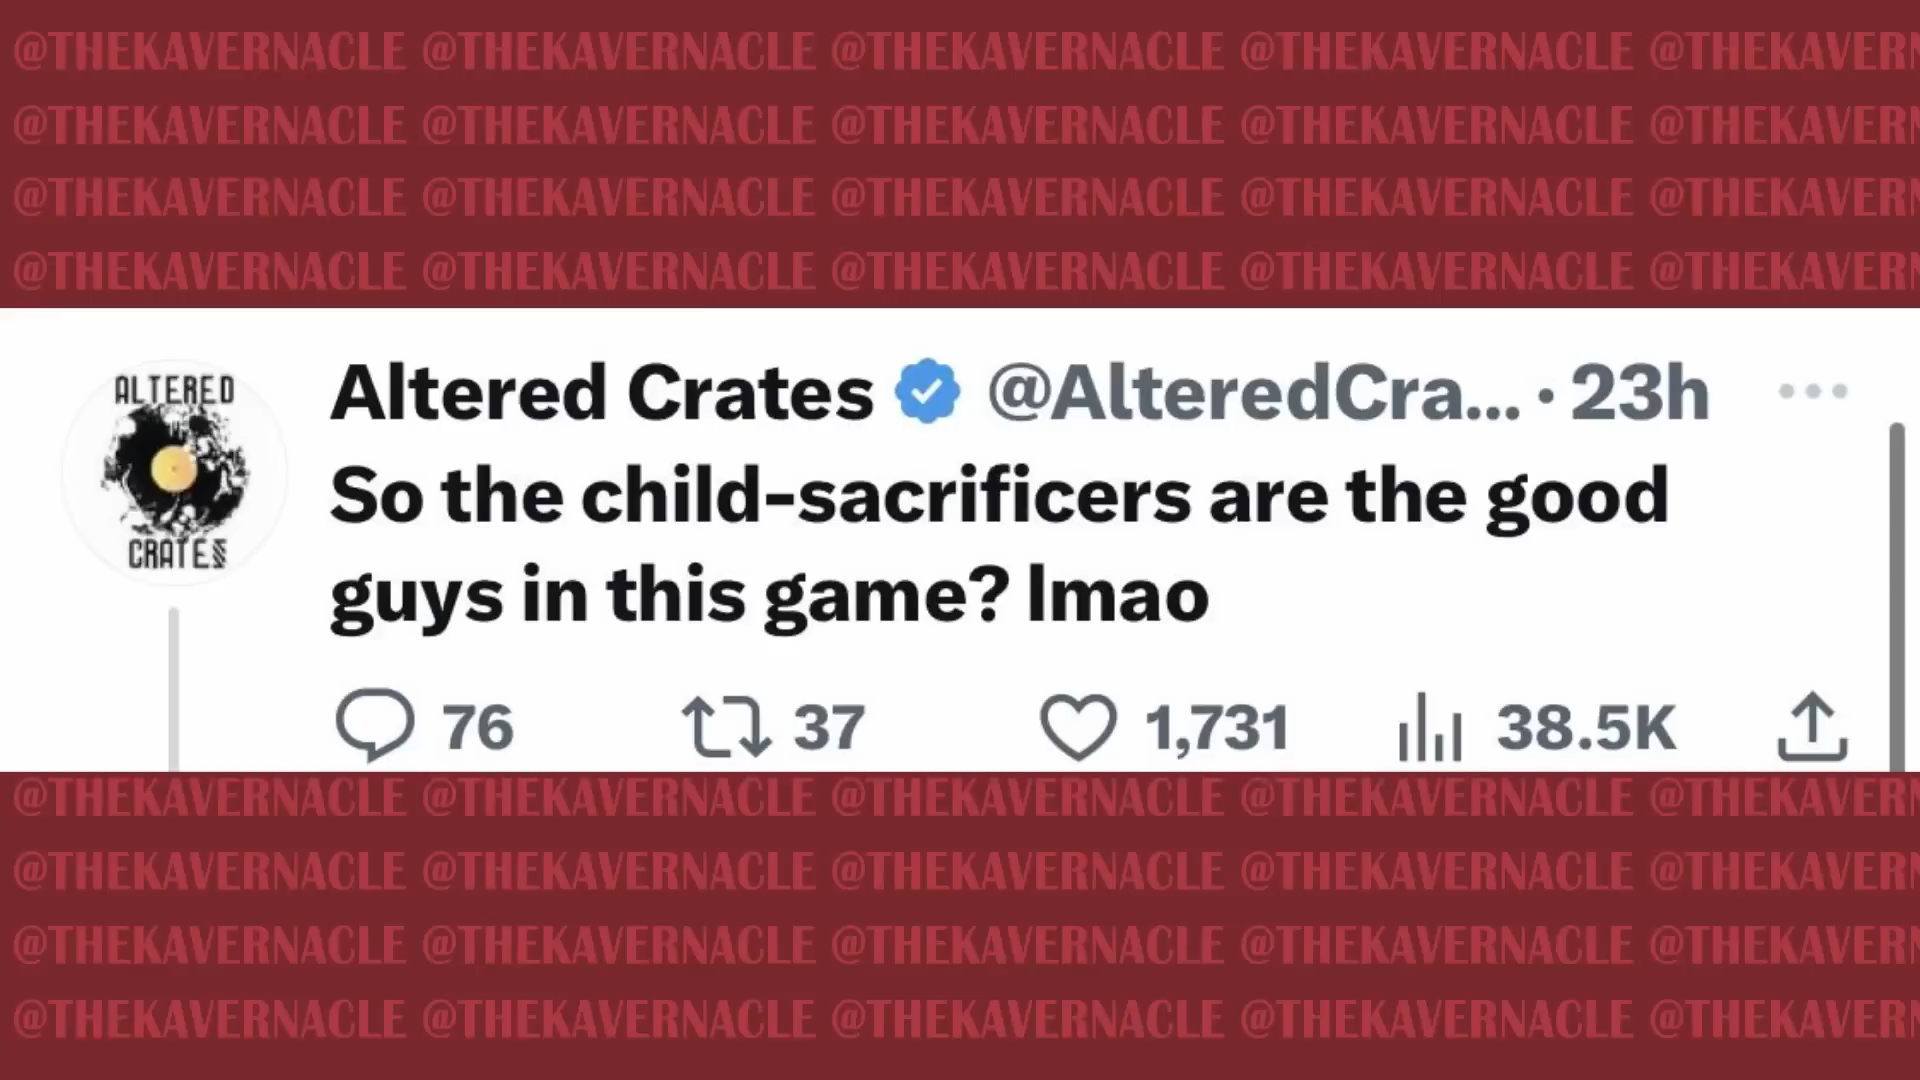 @THEKAVERNACLE @THEKAVERNACLE @THEKAVERNACLE @THEKAVERNACLE @THEKAVERN
@THEKAVERNACLE @THEKAVERNACLE @THEKAVERNACLE @THEKAVERNACLE @THEKAVERN
@THEKAVERNACLE @THEKAVERNACLE @THEKAVERNACLE @THEKAVERNACLE @THEKAVERN
@THEKAVERNACLE @THEKAVERNACLE @THEKAVERNACLE @THEKAVERNACLE @THEKAVERN
ALTERED
CRATES
Altered Crates @AlteredCra... · 23h
So the child-sacrificers are the good
guys in this game? lmao
76 37 1,731 38.5K
@THEKAVERNACLE @THEKAVERNACLE @THEKAVERNACLE @THEKAVERNACLE @THEKAVERN
@THEKAVERNACLE @THEKAVERNACLE @THEKAVERNACLE @THEKAVERNACLE @THEKAVERN
@THEKAVERNACLE @THEKAVERNACLE @THEKAVERNACLE @THEKAVERNACLE @THEKAVERN
@THEKAVERNACLE @THEKAVERNACLE @THEKAVERNACLE @THEKAVERNACLE @THEKAVERN